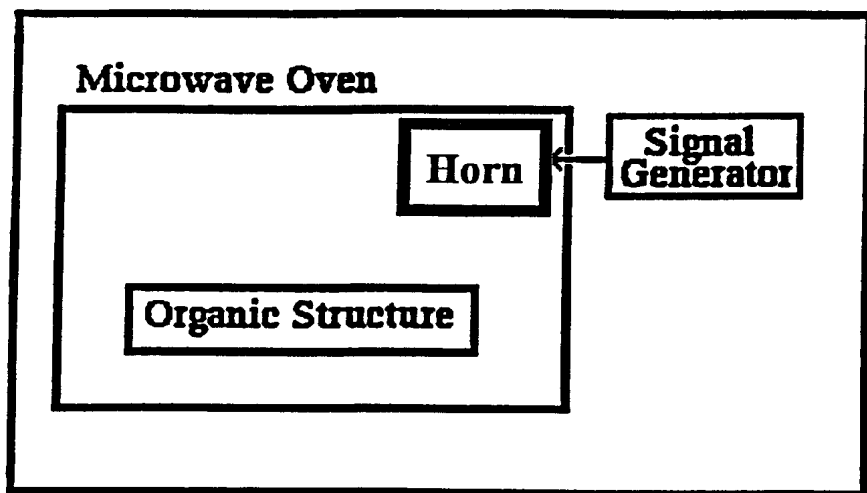 Microwave Oven
Horn
Signal
Generator
Organic Structure